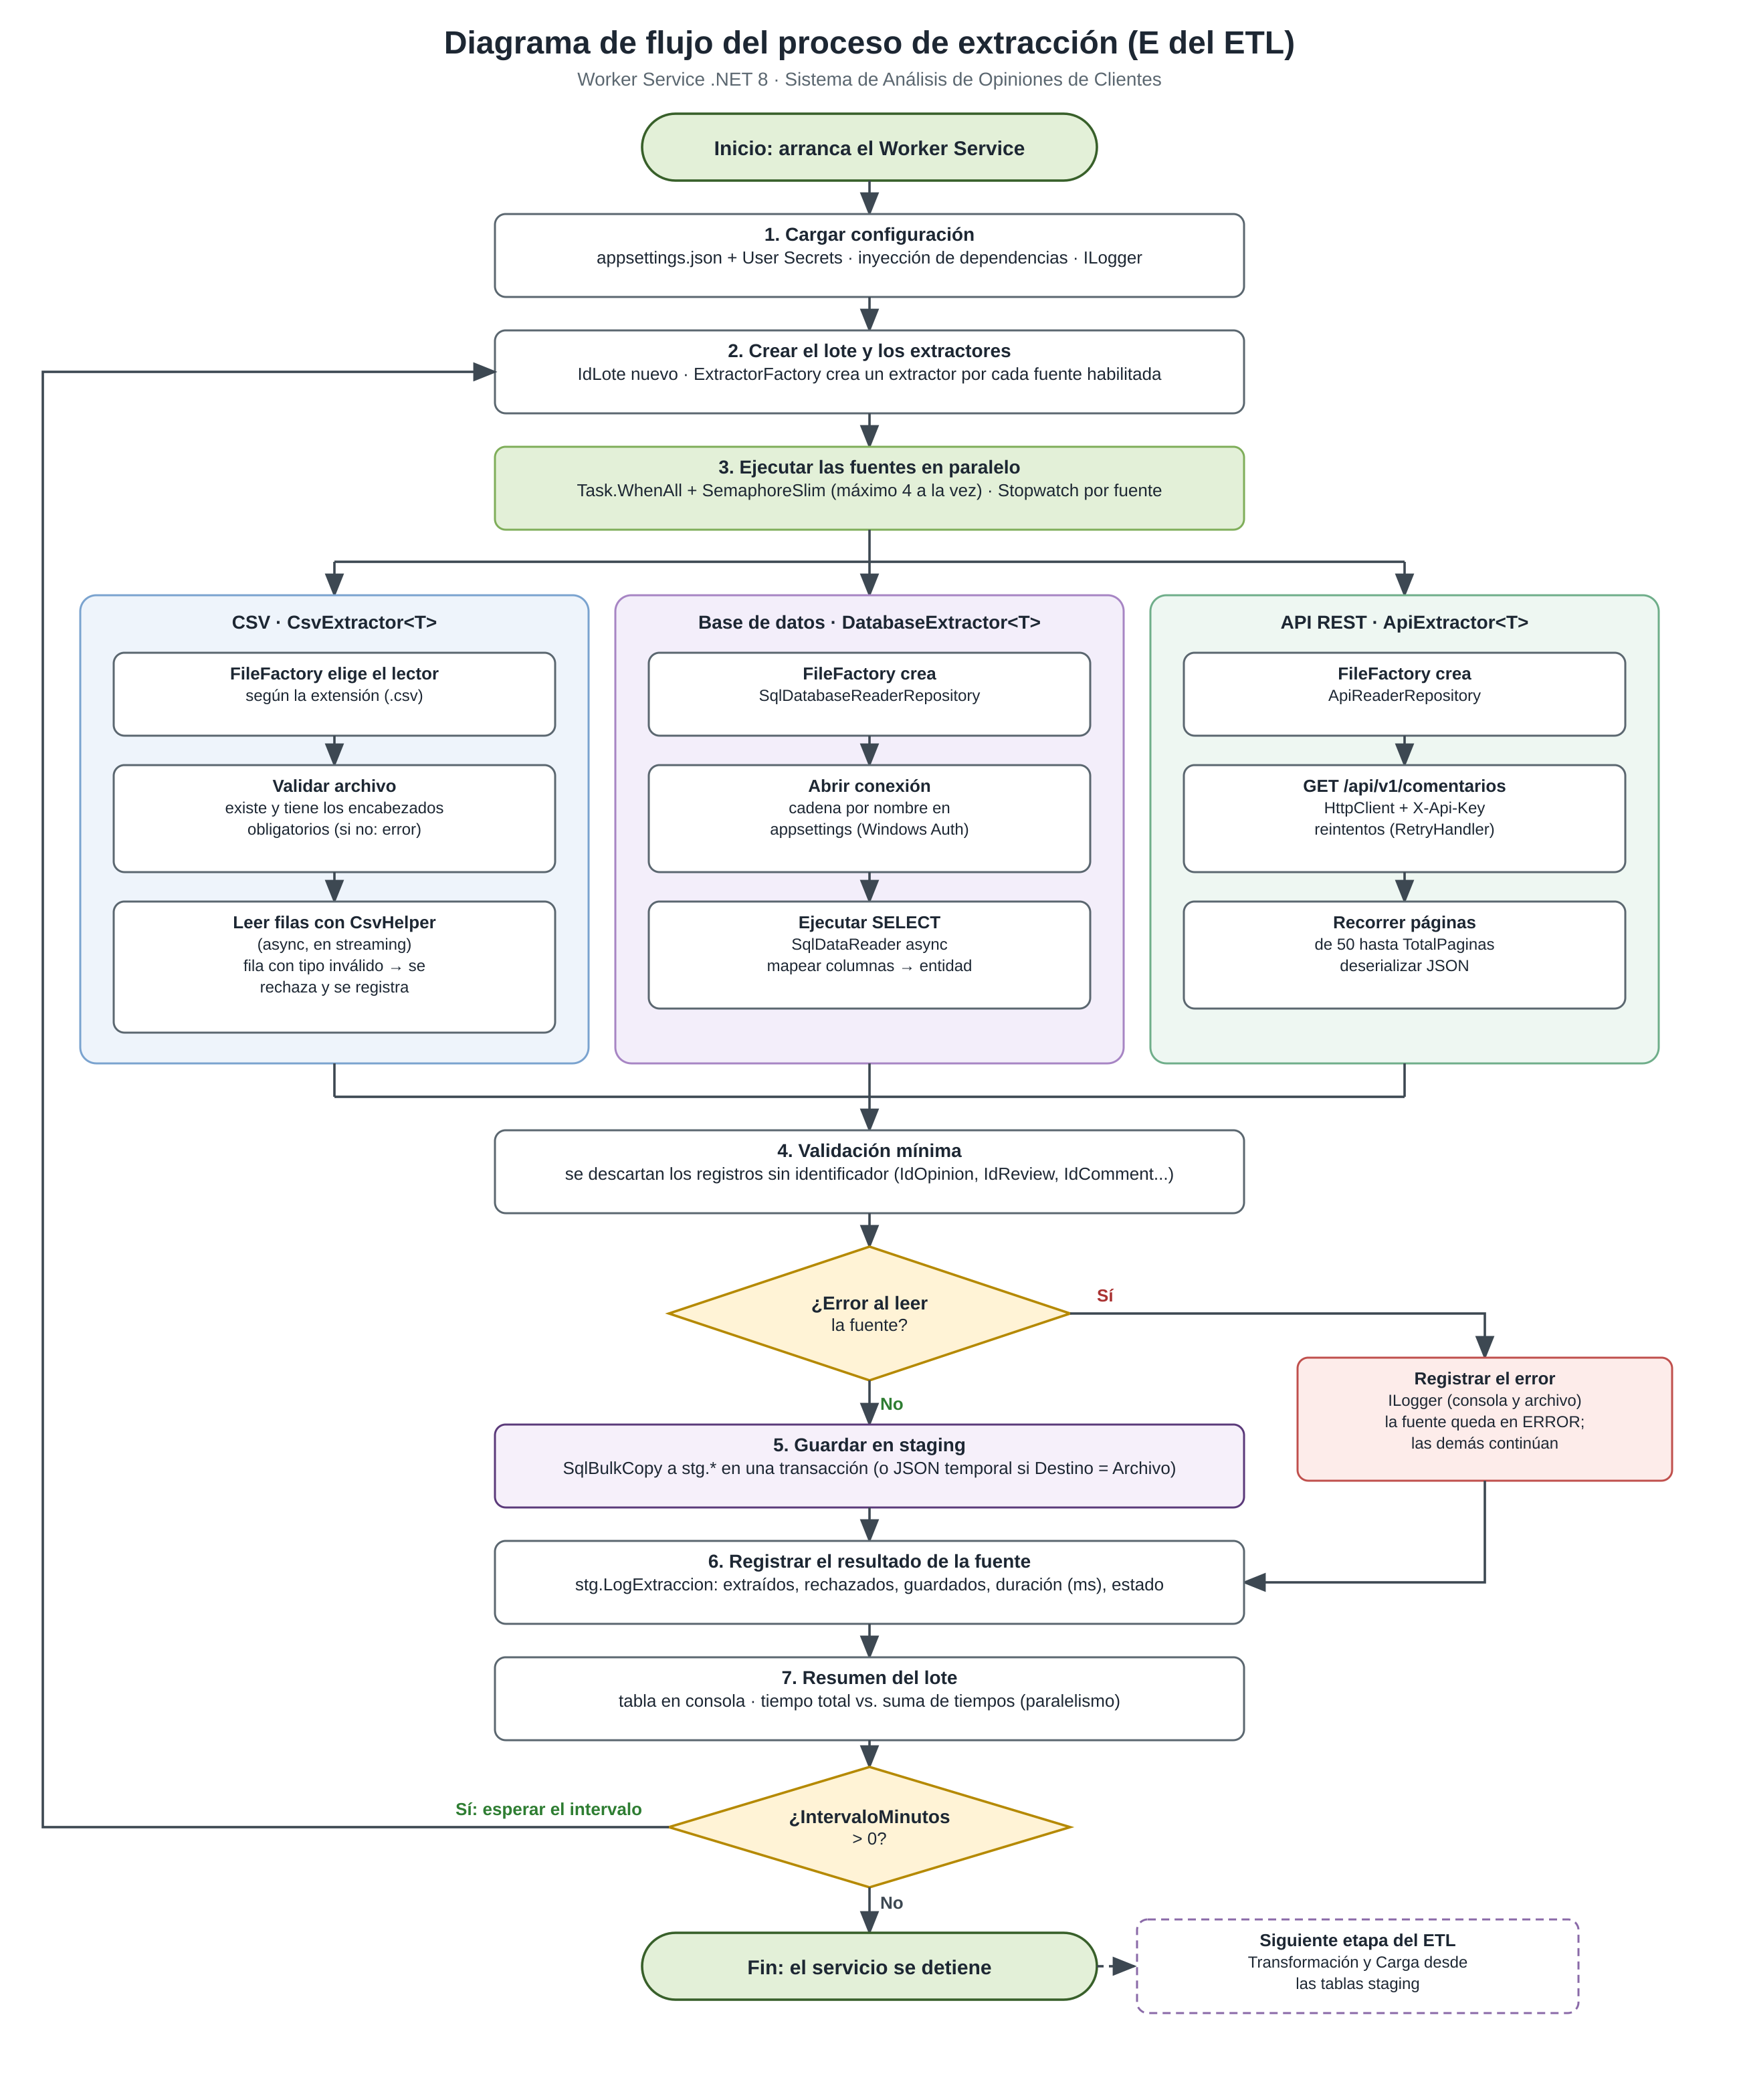 Diagrama de flujo del proceso de extracción (E del ETL)
Worker Service .NET 8 · Sistema de Análisis de Opiniones de Clientes
Inicio: arranca el Worker Service
1. Cargar configuración
appsettings.json + User Secrets · inyección de dependencias · ILogger
2. Crear el lote y los extractores
IdLote nuevo · ExtractorFactory crea un extractor por cada fuente habilitada
3. Ejecutar las fuentes en paralelo
Task.WhenAll + SemaphoreSlim (máximo 4 a la vez) · Stopwatch por fuente
CSV · CsvExtractor<T>
FileFactory elige el lector
según la extensión (.csv)
Validar archivo
existe y tiene los encabezados
obligatorios (si no: error)
Leer filas con CsvHelper
(async, en streaming)
fila con tipo inválido → se
rechaza y se registra
Base de datos · DatabaseExtractor<T>
FileFactory crea
SqlDatabaseReaderRepository
Abrir conexión
cadena por nombre en
appsettings (Windows Auth)
Ejecutar SELECT
SqlDataReader async
mapear columnas → entidad
API REST · ApiExtractor<T>
FileFactory crea
ApiReaderRepository
GET /api/v1/comentarios
HttpClient + X-Api-Key
reintentos (RetryHandler)
Recorrer páginas
de 50 hasta TotalPaginas
deserializar JSON
4. Validación mínima
se descartan los registros sin identificador (IdOpinion, IdReview, IdComment...)
¿Error al leer
la fuente?
Sí
No
Registrar el error
ILogger (consola y archivo)
la fuente queda en ERROR;
las demás continúan
5. Guardar en staging
SqlBulkCopy a stg.* en una transacción (o JSON temporal si Destino = Archivo)
6. Registrar el resultado de la fuente
stg.LogExtraccion: extraídos, rechazados, guardados, duración (ms), estado
7. Resumen del lote
tabla en consola · tiempo total vs. suma de tiempos (paralelismo)
Sí: esperar el intervalo
¿IntervaloMinutos
> 0?
No
Fin: el servicio se detiene
Siguiente etapa del ETL
Transformación y Carga desde
las tablas staging